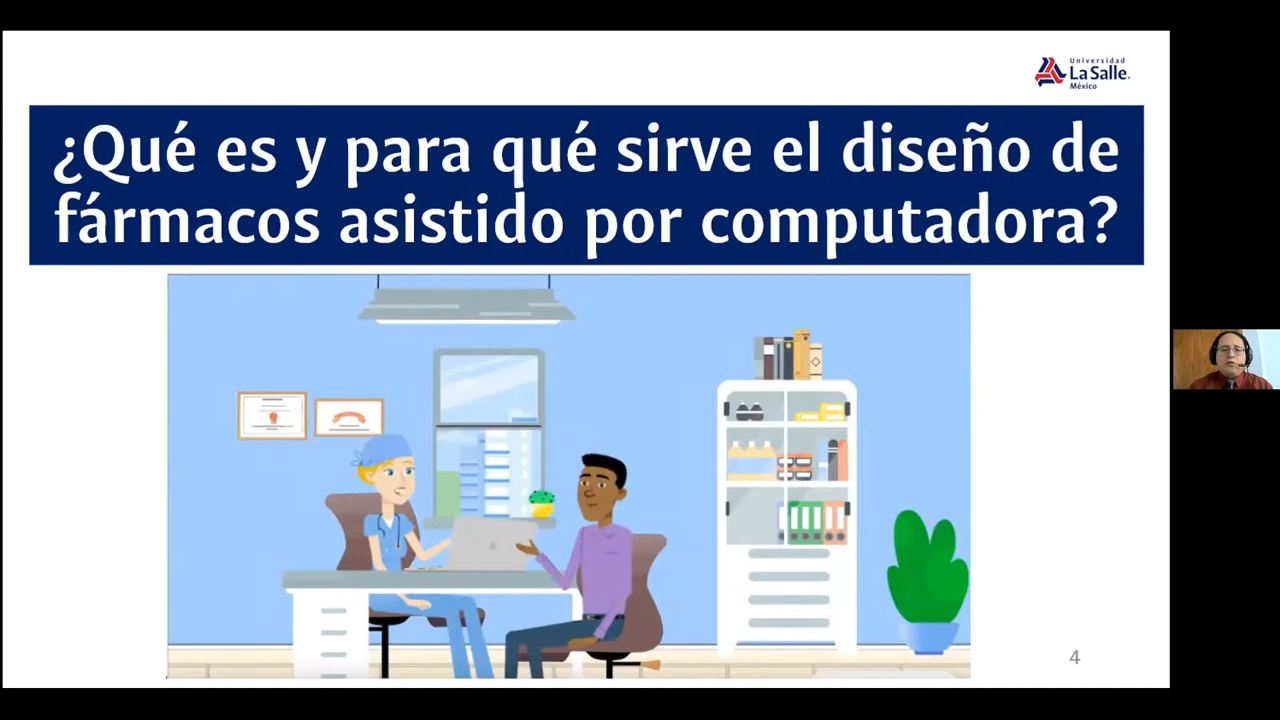 Universidad
La Salle®
México
¿Qué es y para qué sirve el diseño de
fármacos asistido por computadora?
4